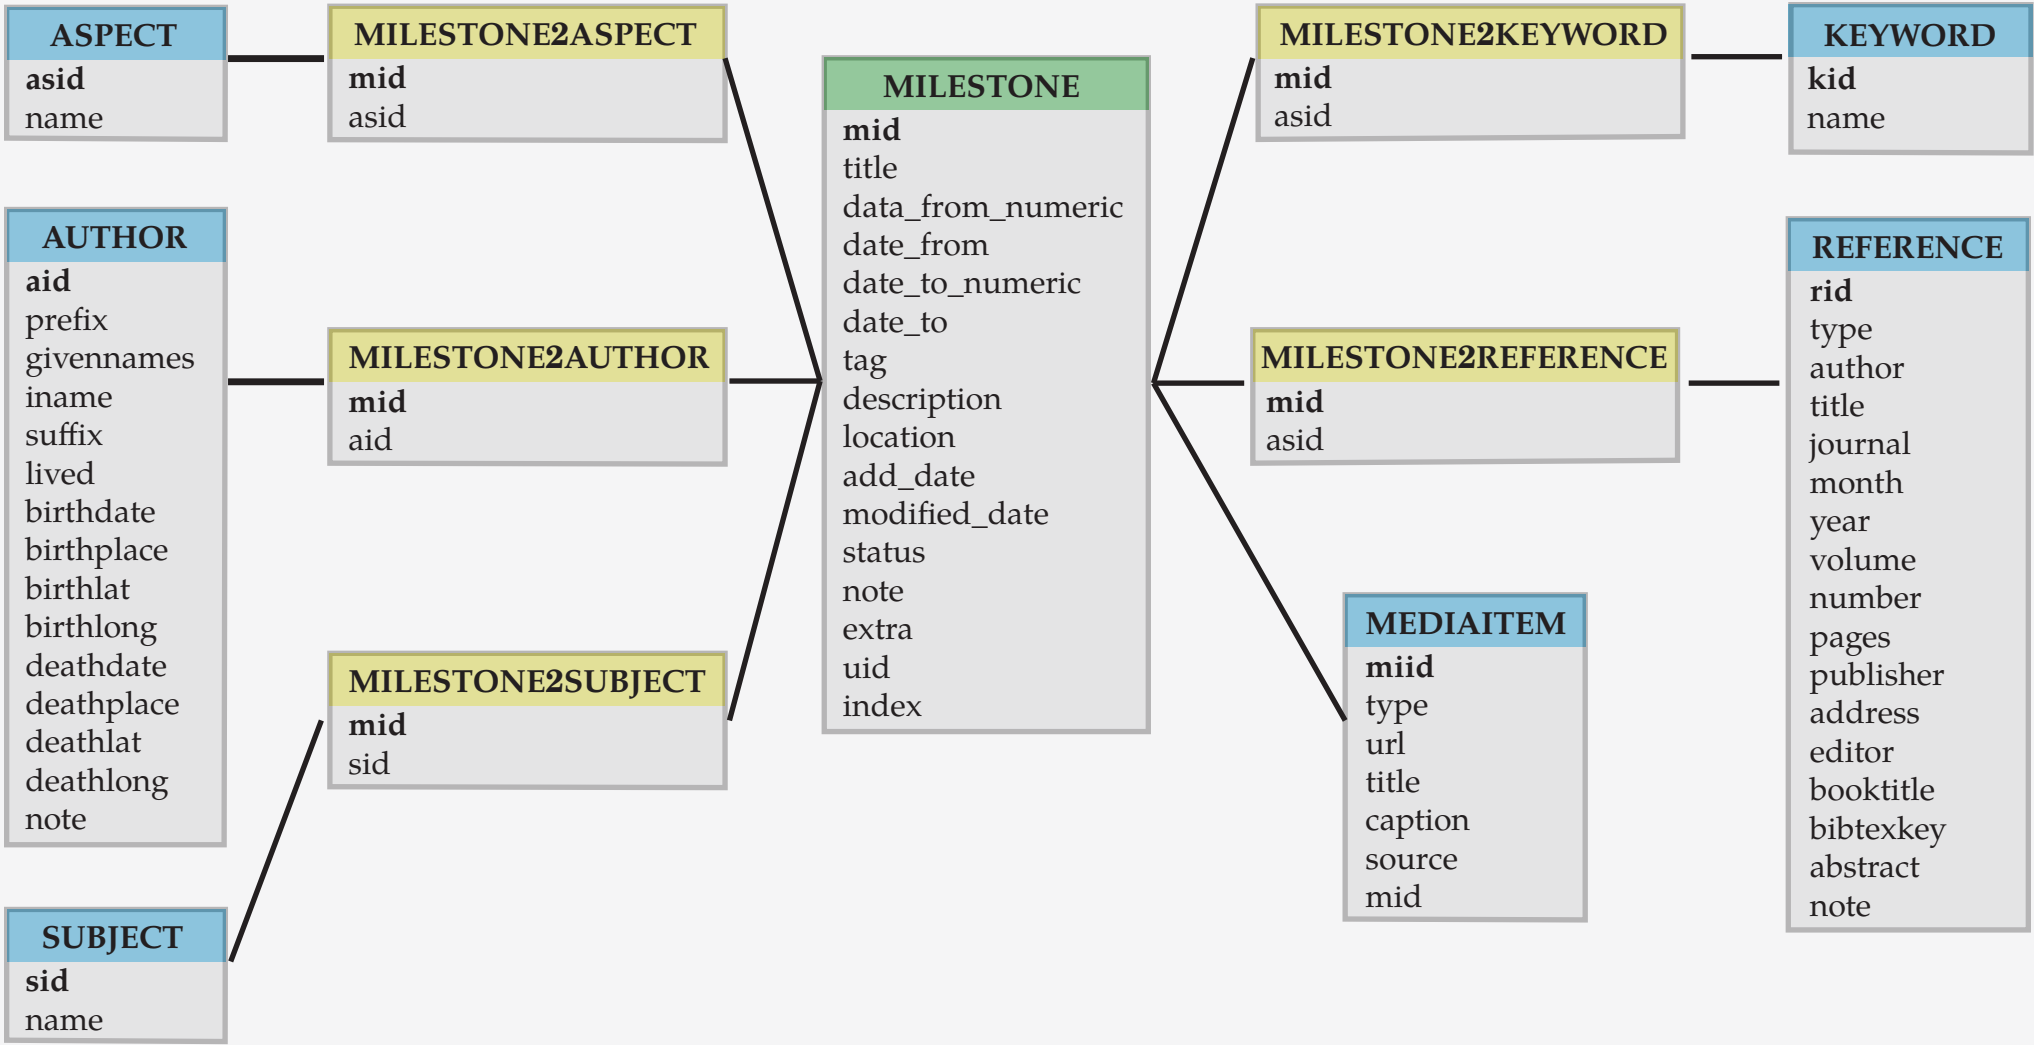 ASPECT
asid
name
MILESTONE2ASPECT
mid
asid
AUTHOR
aid
prefix
givennames
iname
suffix
lived
birthdate
birthplace
birthlat
birthlong
deathdate
deathplace
deathlat
deathlong
note
MILESTONE2AUTHOR
mid
aid
SUBJECT
sid
name
MILESTONE2SUBJECT
mid
sid
MILESTONE
mid
title
data_from_numeric
date_from
date_to_numeric
date_to
tag
description
location
add_date
modified_date
status
note
extra
uid
index
MILESTONE2KEYWORD
mid
asid
KEYWORD
kid
name
MILESTONE2REFERENCE
mid
asid
REFERENCE
rid
type
author
title
journal
month
year
volume
number
pages
publisher
address
editor
booktitle
bibtexkey
abstract
note
MEDIAITEM
miid
type
url
title
caption
source
mid